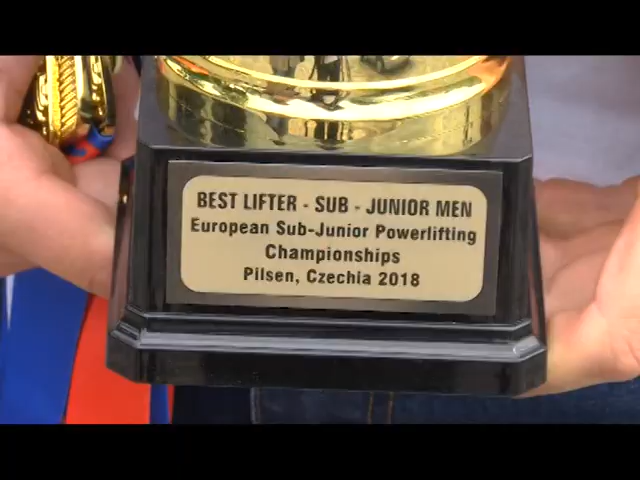 BEST LIFTER - SUB - JUNIOR MEN
European Sub-Junior Powerlifting
Championships
Pilsen, Czechia 2018